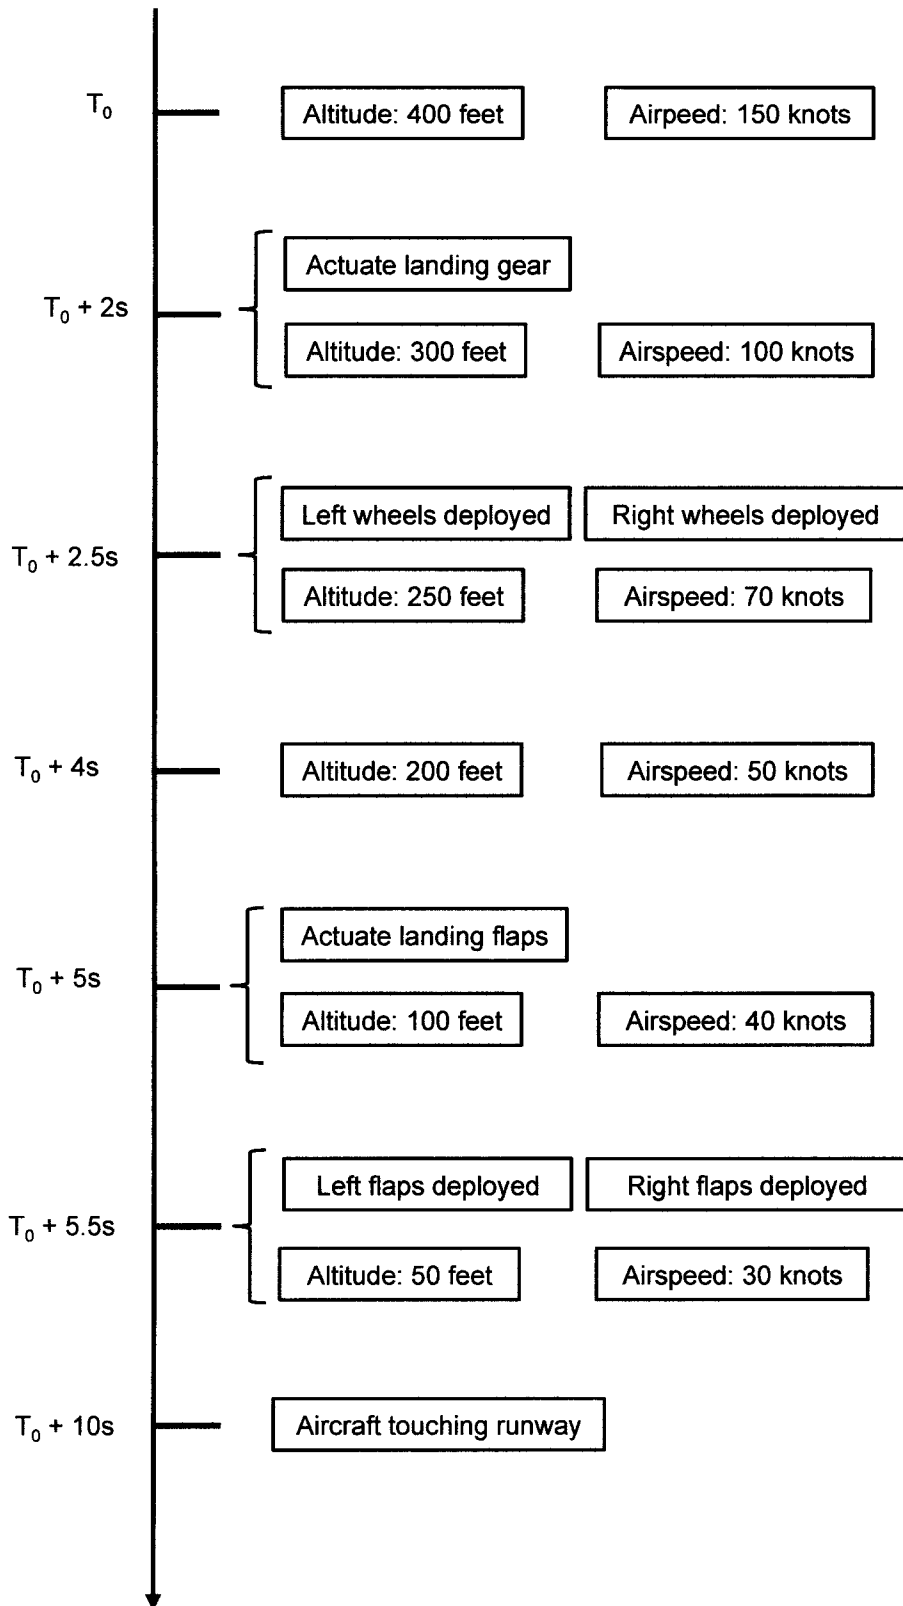 T₀
Altitude: 400 feet
Airpeed: 150 knots
Actuate landing gear
T₀ + 2s
Altitude: 300 feet
Airspeed: 100 knots
Left wheels deployed
Right wheels deployed
T₀ + 2.5s
Altitude: 250 feet
Airspeed: 70 knots
T₀ + 4s
Altitude: 200 feet
Airspeed: 50 knots
Actuate landing flaps
T₀ + 5s
Altitude: 100 feet
Airspeed: 40 knots
Left flaps deployed
Right flaps deployed
T₀ + 5.5s
Altitude: 50 feet
Airspeed: 30 knots
T₀ + 10s
Aircraft touching runway